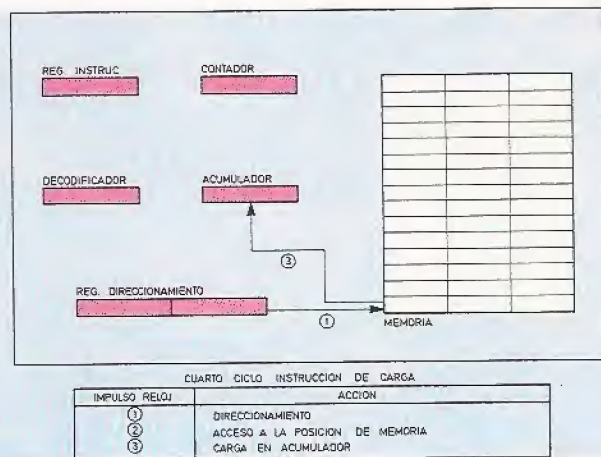 REG. INSTRUC
CONTADOR
DECODIFICADOR
ACUMULADOR
③
REG. DIRECCIONAMIENTO
①
MEMORIA
CUARTO CICLO INSTRUCCION DE CARGA
IMPULSO RELOJ ACCION
① DIRECCIONAMIENTO
② ACCESO A LA POSICION DE MEMORIA
③ CARGA EN ACUMULADOR